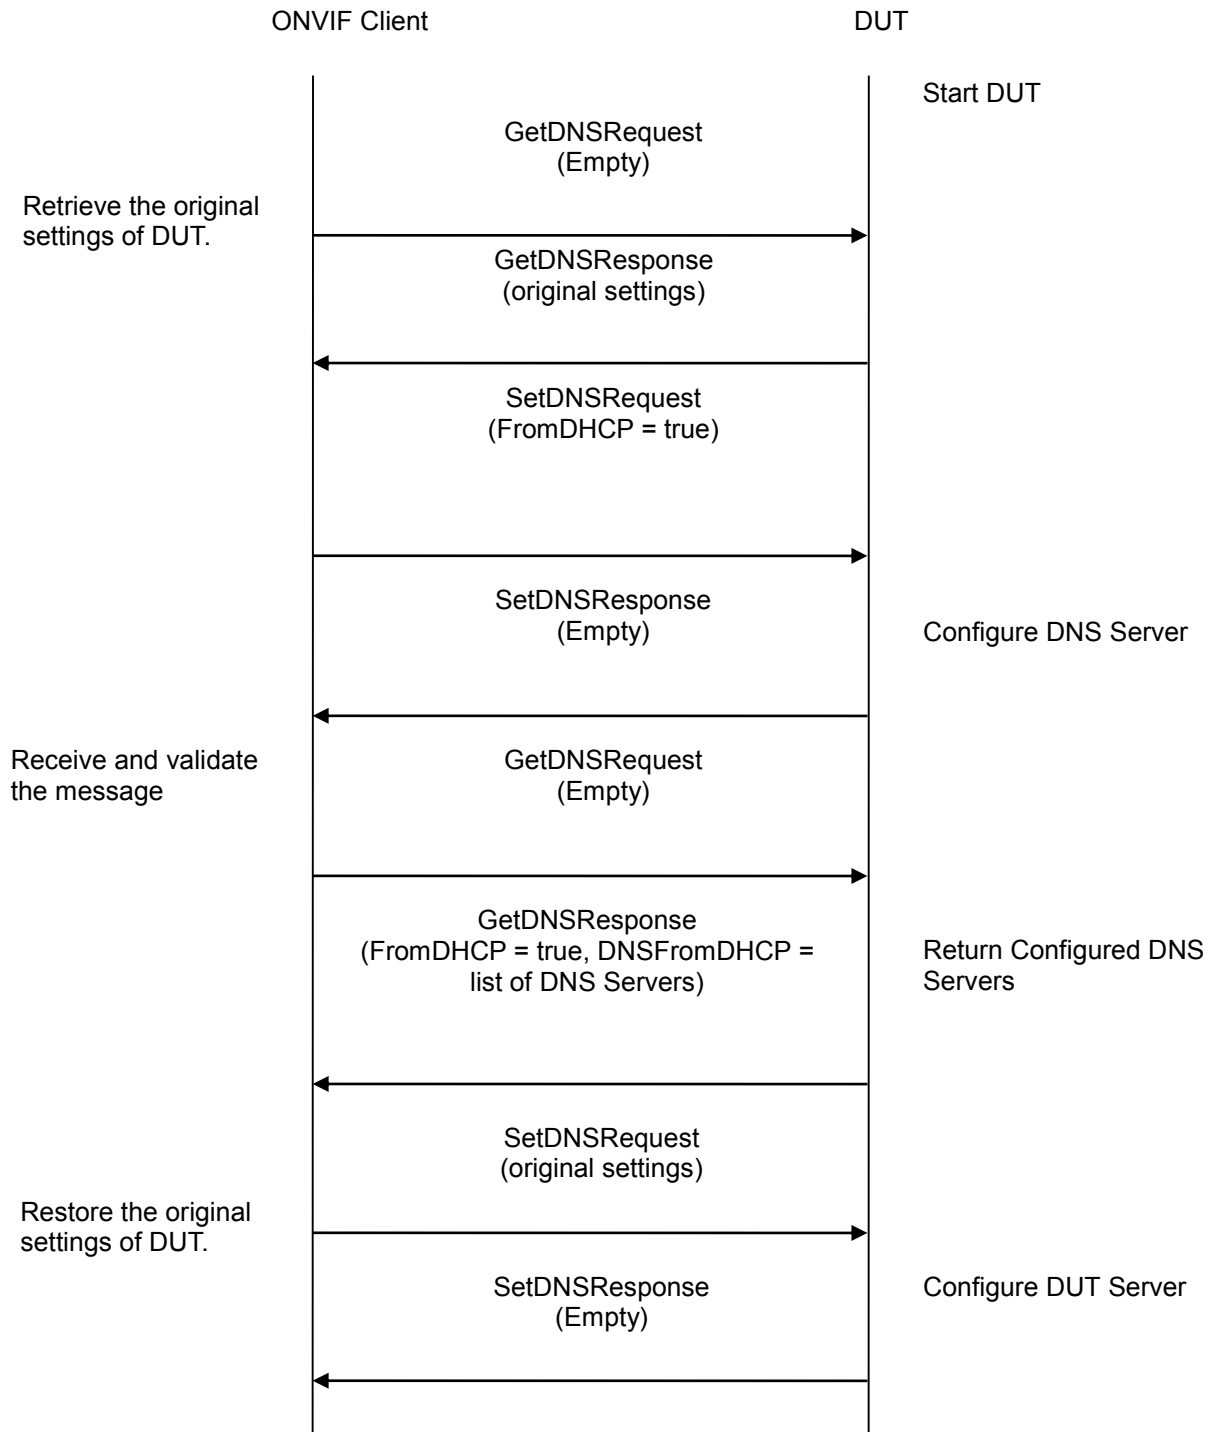 ONVIF Client
DUT
Start DUT
GetDNSRequest
(Empty)
Retrieve the original
settings of DUT.
GetDNSResponse
(original settings)
SetDNSRequest
(FromDHCP = true)
SetDNSResponse
(Empty)
Configure DNS Server
Receive and validate
the message
GetDNSRequest
(Empty)
GetDNSResponse
(FromDHCP = true, DNSFromDHCP =
list of DNS Servers)
Return Configured DNS
Servers
SetDNSRequest
(original settings)
Restore the original
settings of DUT.
SetDNSResponse
(Empty)
Configure DUT Server